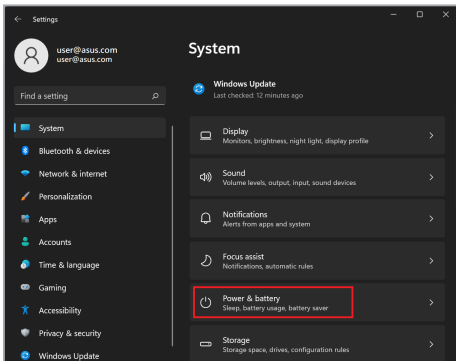 Settings
user@asus.com
user@asus.com
Find a setting
System
Bluetooth & devices
Network & internet
Personalization
Apps
Accounts
Time & language
Gaming
Accessibility
Privacy & security
Windows Update
System
Windows Update
Last checked: 12 minutes ago
Display
Monitors, brightness, night light, display profile
Sound
Volume levels, output, input, sound devices
Notifications
Alerts from apps and system
Focus assist
Notifications, automatic rules
Power & battery
Sleep, battery usage, battery saver
Storage
Storage space, drives, configuration rules